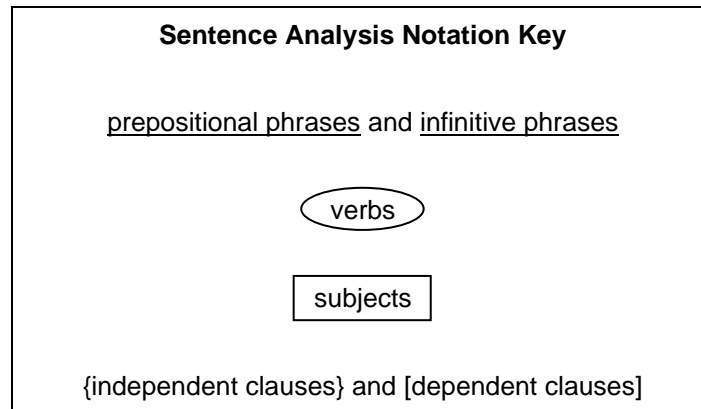 Sentence Analysis Notation Key
prepositional phrases and infinitive phrases
verbs
subjects
{independent clauses} and [dependent clauses]